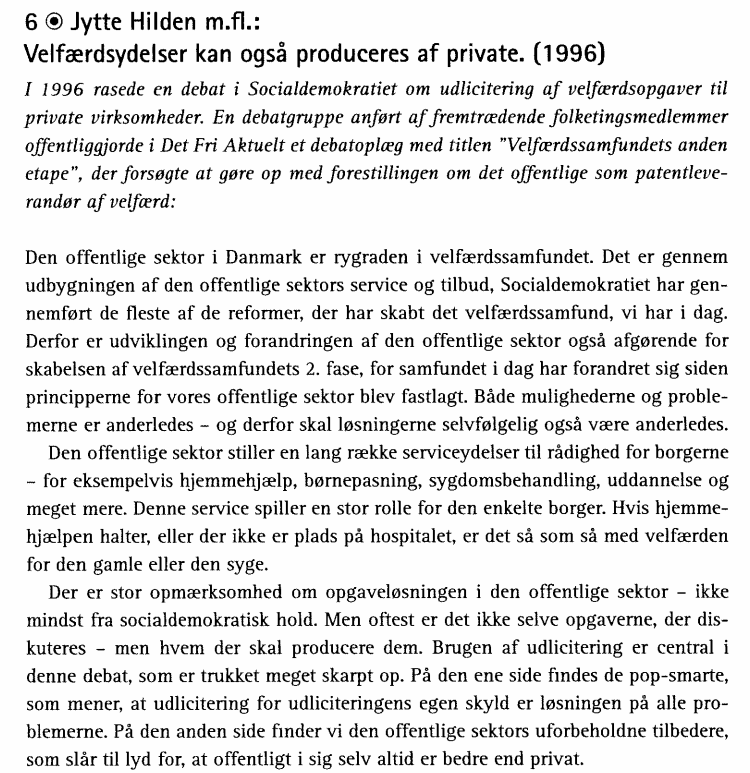 6 ◉ Jytte Hilden m.fl.:
Velfærdsydelser kan også produceres af private. (1996)
I 1996 rasede en debat i Socialdemokratiet om udlicitering af velfærdsopgaver til
private virksomheder. En debatgruppe anført af fremtrædende folketingsmedlemmer
offentliggjorde i Det Fri Aktuelt et debatoplæg med titlen ”Velfærdssamfundets anden
etape”, der forsøgte at gøre op med forestillingen om det offentlige som patentleve-
randør af velfærd:
Den offentlige sektor i Danmark er rygraden i velfærdssamfundet. Det er gennem
udbygningen af den offentlige sektors service og tilbud, Socialdemokratiet har gen-
nemført de fleste af de reformer, der har skabt det velfærdssamfund, vi har i dag.
Derfor er udviklingen og forandringen af den offentlige sektor også afgørende for
skabelsen af velfærdssamfundets 2. fase, for samfundet i dag har forandret sig siden
principperne for vores offentlige sektor blev fastlagt. Både mulighederne og proble-
merne er anderledes – og derfor skal løsningerne selvfølgelig også være anderledes.
Den offentlige sektor stiller en lang række serviceydelser til rådighed for borgerne
– for eksempelvis hjemmehjælp, børnepasning, sygdomsbehandling, uddannelse og
meget mere. Denne service spiller en stor rolle for den enkelte borger. Hvis hjemme-
hjælpen halter, eller der ikke er plads på hospitalet, er det så som så med velfærden
for den gamle eller den syge.
Der er stor opmærksomhed om opgaveløsningen i den offentlige sektor – ikke
mindst fra socialdemokratisk hold. Men oftest er det ikke selve opgaverne, der dis-
kuteres – men hvem der skal producere dem. Brugen af udlicitering er central i
denne debat, som er trukket meget skarpt op. På den ene side findes de pop-smarte,
som mener, at udlicitering for udliciteringens egen skyld er løsningen på alle pro-
blemerne. På den anden side finder vi den offentlige sektors uforbeholdne tilbedere,
som slår til lyd for, at offentligt i sig selv altid er bedre end privat.